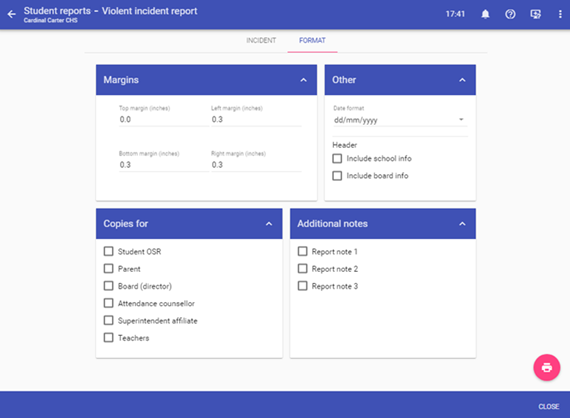 Student reports - Violent incident report
Cardinal Carter CHS
17:41
INCIDENT
FORMAT
Margins
Top margin (inches)
Left margin (inches)
0.0
0.3
Bottom margin (inches)
Right margin (inches)
0.3
0.3
Other
Date format
dd/mm/yyyy
Header
Include school info
Include board info
Copies for
Student OSR
Parent
Board (director)
Attendance counsellor
Superintendent affiliate
Teachers
Additional notes
Report note 1
Report note 2
Report note 3
CLOSE